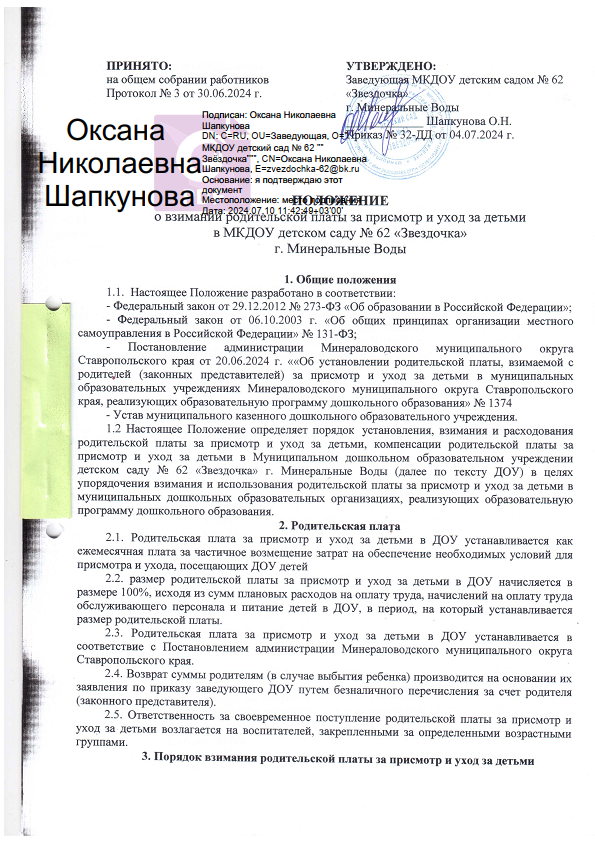 ПРИНЯТО:
на общем собрании работников
Протокол № 3 от 30.06.2024 г.
УТВЕРЖДЕНО:
Заведующая МКДОУ детским садом № 62
«Звездочка»
г. Минеральные Воды
Шапкунова О.Н.
Приказ № 32-ДД от 04.07.2024 г.
Оксана
Николаевна
Шапкунова
Подписан: Оксана Николаевна
Шапкунова
DN: C=RU, OU=Заведующая, O="
МКДОУ детский сад № 62 ""
Звёздочка""", CN=Оксана Николаевна
Шапкунова, E=zvezdochka-62@bk.ru
Основание: я подтверждаю этот
документ
Местоположение: место подписания
Дата: 2024.07.10 11:42:49+03'00'
ПОЛОЖЕНИЕ
о взимании родительской платы за присмотр и уход за детьми
в МКДОУ детском саду № 62 «Звездочка»
г. Минеральные Воды
1. Общие положения
1.1. Настоящее Положение разработано в соответствии:
- Федеральный закон от 29.12.2012 № 273-ФЗ «Об образовании в Российской Федерации»;
- Федеральный закон от 06.10.2003 г. «Об общих принципах организации местного
самоуправления в Российской Федерации» № 131-ФЗ;
- Постановление администрации Минераловодского муниципального округа
Ставропольского края от 20.06.2024 г. ««Об установлении родительской платы, взимаемой с
родителей (законных представителей) за присмотр и уход за детьми в муниципальных
образовательных учреждениях Минераловодского муниципального округа Ставропольского
края, реализующих образовательную программу дошкольного образования» № 1374
- Устав муниципального казенного дошкольного образовательного учреждения.
1.2 Настоящее Положение определяет порядок установления, взимания и расходования
родительской платы за присмотр и уход за детьми, компенсации родительской платы за
присмотр и уход за детьми в Муниципальном дошкольном образовательном учреждении
детском саду № 62 «Звездочка» г. Минеральные Воды (далее по тексту ДОУ) в целях
упорядочения взимания и использования родительской платы за присмотр и уход за детьми в
муниципальных дошкольных образовательных организациях, реализующих образовательную
программу дошкольного образования.
2. Родительская плата
2.1. Родительская плата за присмотр и уход за детьми в ДОУ устанавливается как
ежемесячная плата за частичное возмещение затрат на обеспечение необходимых условий для
присмотра и ухода, посещающих ДОУ детей
2.2. размер родительской платы за присмотр и уход за детьми в ДОУ начисляется в
размере 100%, исходя из сумм плановых расходов на оплату труда, начислений на оплату труда
обслуживающего персонала и питание детей в ДОУ, в период, на который устанавливается
размер родительской платы.
2.3. Родительская плата за присмотр и уход за детьми в ДОУ устанавливается в
соответствие с Постановлением администрации Минераловодского муниципального округа
Ставропольского края.
2.4. Возврат суммы родителям (в случае выбытия ребенка) производится на основании их
заявления по приказу заведующего ДОУ путем безналичного перечисления за счет родителя
(законного представителя).
2.5. Ответственность за своевременное поступление родительской платы за присмотр и
уход за детьми возлагается на воспитателей, закрепленными за определенными возрастными
группами.
3. Порядок взимания родительской платы за присмотр и уход за детьми